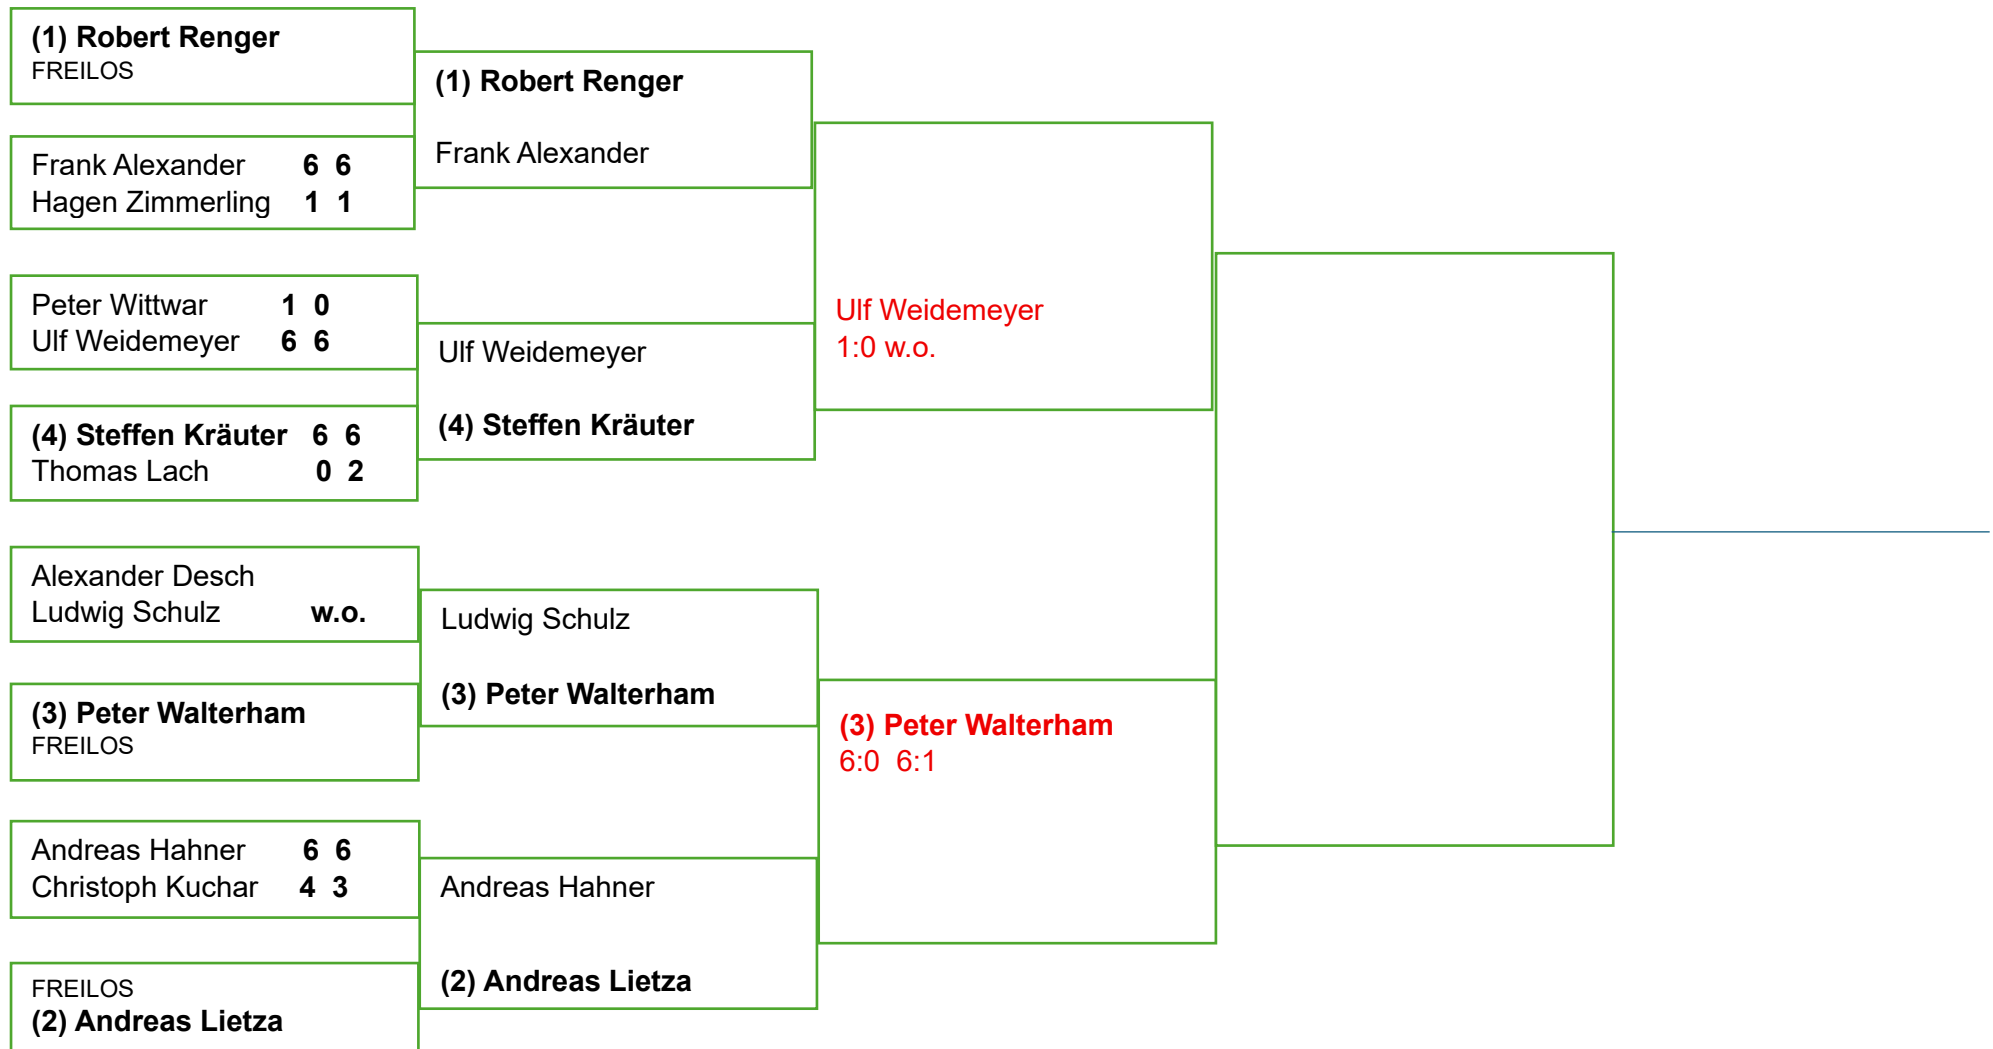 (1) Robert Renger
FREILOS
Frank Alexander 6 6
Hagen Zimmerling 1 1
Peter Wittwar 1 0
Ulf Weidemeyer 6 6
(4) Steffen Kräuter 6 6
Thomas Lach 0 2
Alexander Desch
Ludwig Schulz w.o.
(3) Peter Walterham
FREILOS
Andreas Hahner 6 6
Christoph Kuchar 4 3
FREILOS
(2) Andreas Lietza
(1) Robert Renger
Frank Alexander
Ulf Weidemeyer
(4) Steffen Kräuter
Ludwig Schulz
(3) Peter Walterham
Andreas Hahner
(2) Andreas Lietza
Ulf Weidemeyer
1:0 w.o.
(3) Peter Walterham
6:0 6:1